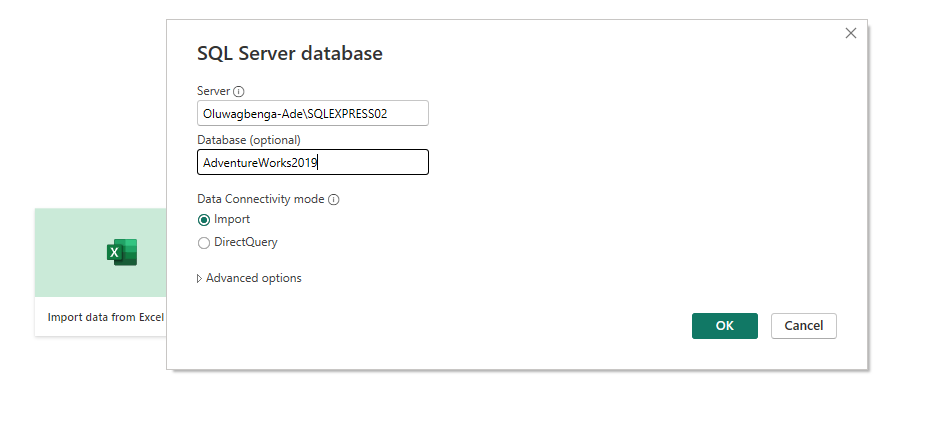 SQL Server database
Server
Oluwagbenga-Ade\SQLEXPRESS02
Database (optional)
AdventureWorks2019
Data Connectivity mode
Import
DirectQuery
Advanced options
X
Import data from Excel
OK
Cancel